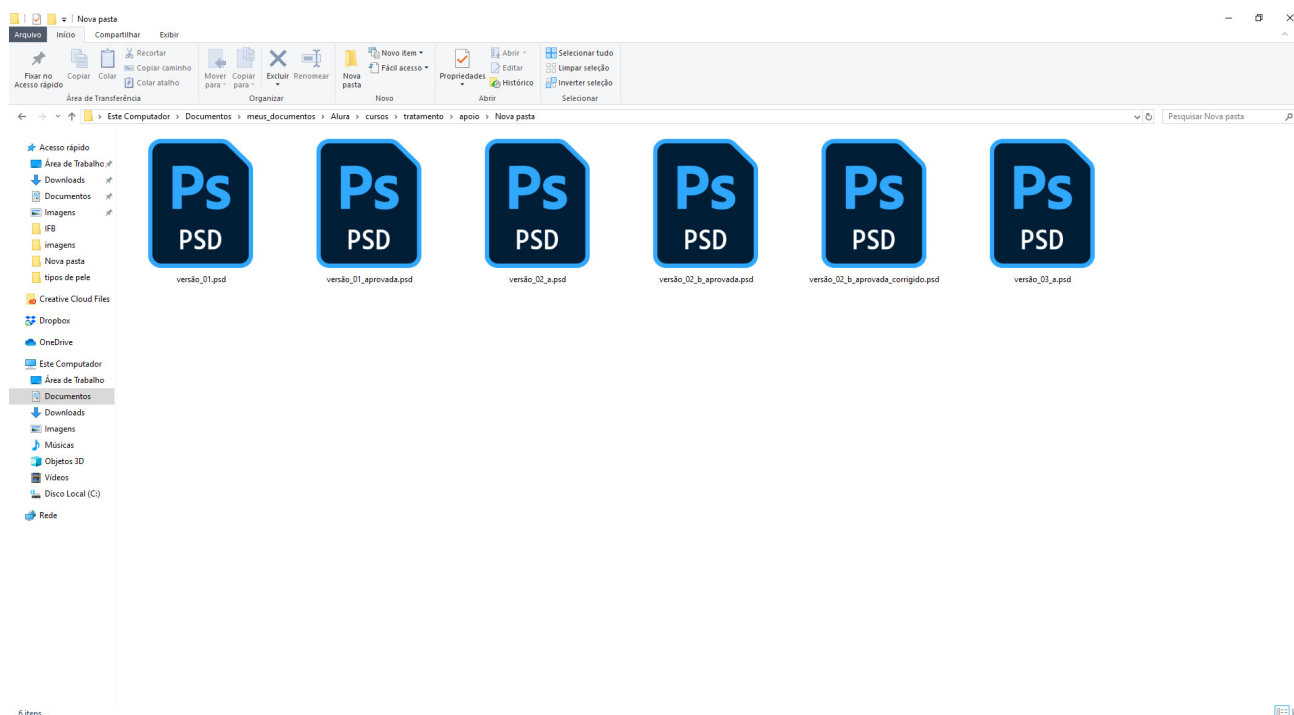 Nova pasta
Arquivo Início Compartilhar Exibir
Fixar no Acesso rápido
Copiar
Colar
Recortar
Copiar caminho
Colar atalho
Área de Transferência
Mover para
Copiar para
Excluir
Renomear
Organizar
Nova pasta
Novo item
Fácil acesso
Novo
Propriedades
Abrir
Editar
Histórico
Abrir
Selecionar tudo
Limpar seleção
Inverter seleção
Selecionar
Este Computador > Documentos > meus_documentos > Alura > cursos > tratamento > apoio > Nova pasta
Pesquisar Nova pasta
Acesso rápido
Área de Trabalho
Downloads
Documentos
Imagens
IFB
imagens
Nova pasta
tipos de pele
Creative Cloud Files
Dropbox
OneDrive
Este Computador
Área de Trabalho
Documentos
Downloads
Imagens
Músicas
Objetos 3D
Vídeos
Disco Local (C:)
Rede
Ps
PSD
versão_01.psd
Ps
PSD
versão_01_aprovada.psd
Ps
PSD
versão_02_a.psd
Ps
PSD
versão_02_b_aprovada.psd
Ps
PSD
versão_02_b_aprovada_corrigido.psd
Ps
PSD
versão_03_a.psd
6 itens